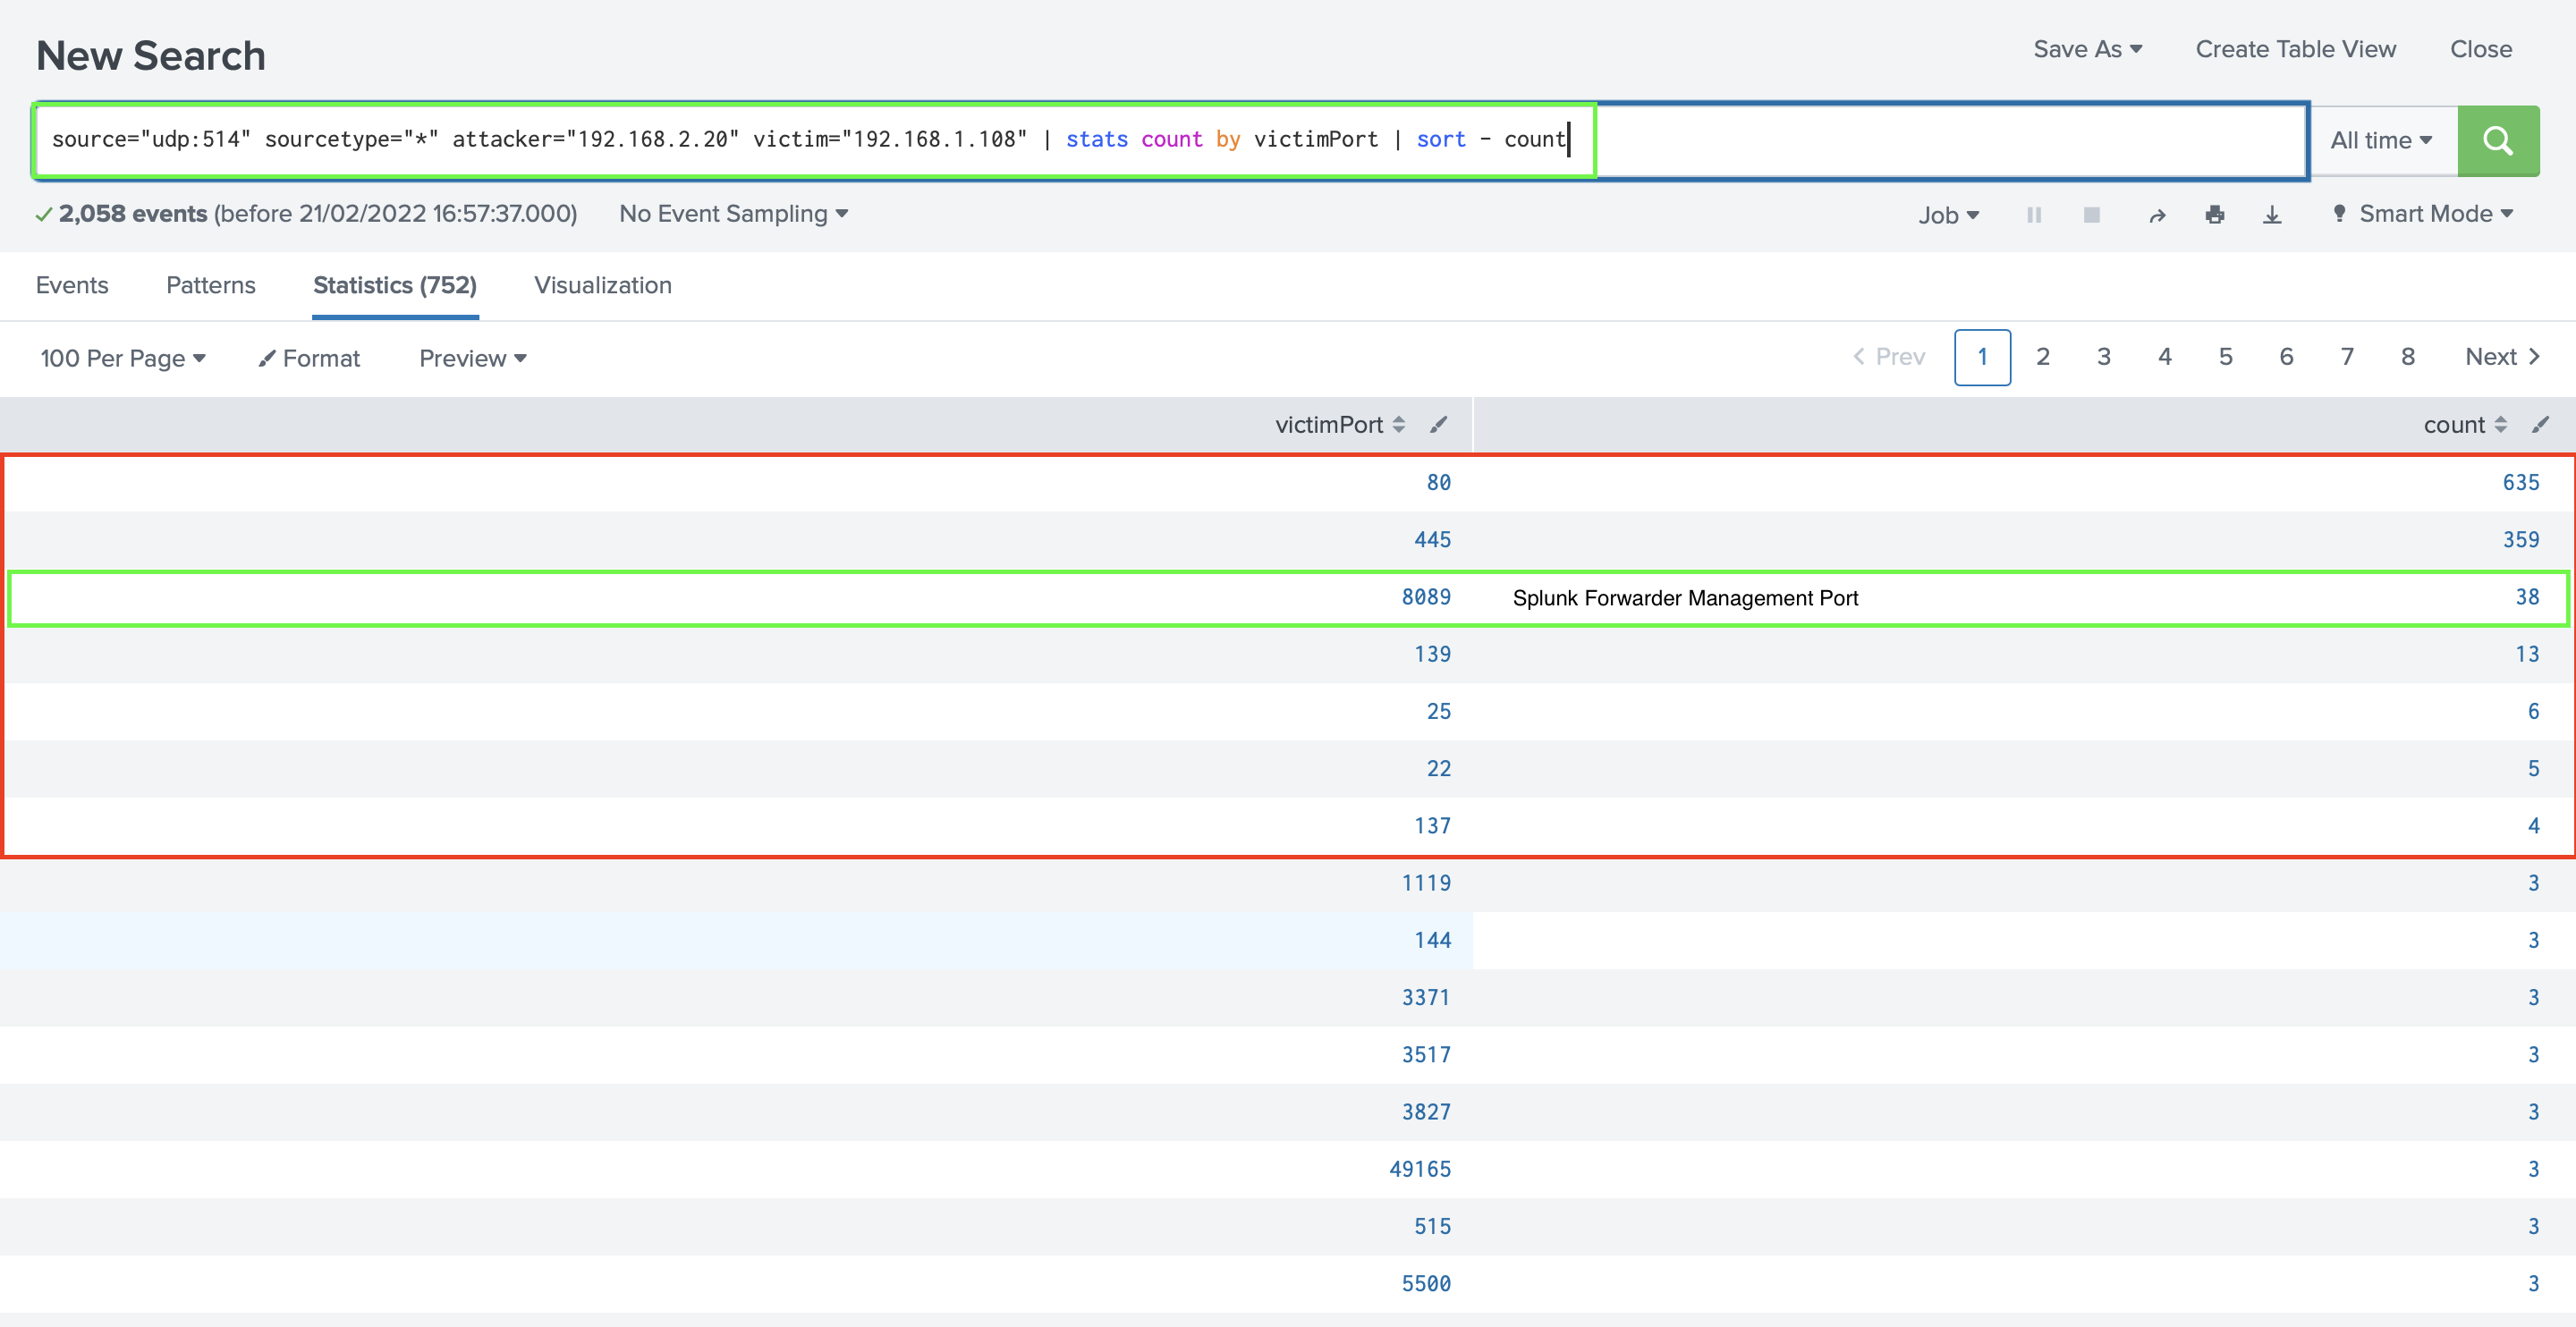 New Search
Save As Create Table View Close
source="udp:514" sourcetype="*" attacker="192.168.2.20" victim="192.168.1.108" | stats count by victimPort | sort - count
All time
2,058 events (before 21/02/2022 16:57:37.000) No Event Sampling
Job Smart Mode
Events Patterns Statistics (752) Visualization
100 Per Page Format Preview
Prev 1 2 3 4 5 6 7 8 Next
victimPort count
80 635
445 359
8089 Splunk Forwarder Management Port 38
139 13
25 6
22 5
137 4
1119 3
144 3
3371 3
3517 3
3827 3
49165 3
515 3
5500 3